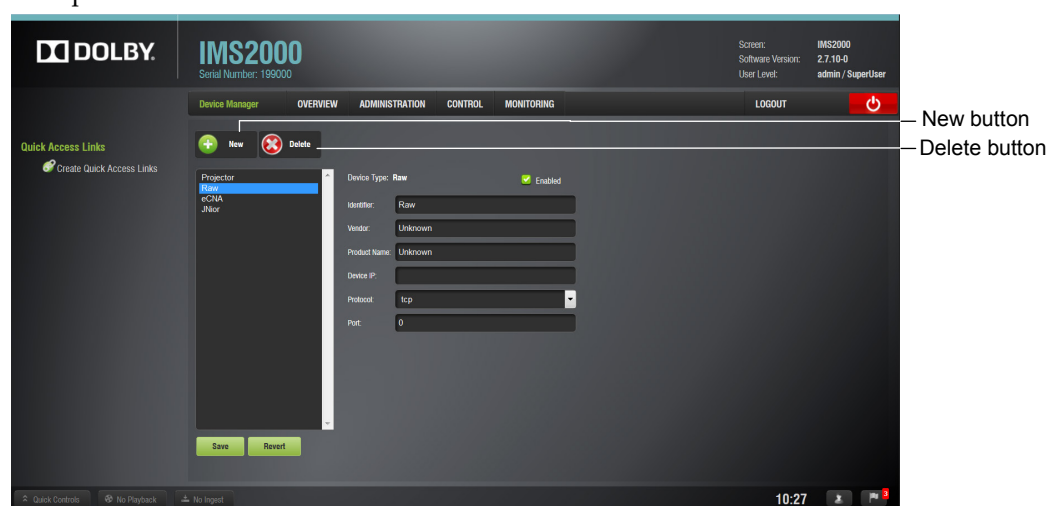 DOLBY.
IMS2000
Serial Number: 199000
Screen: IMS2000
Software Version: 2.7.10-0
User Level: admin / SuperUser
Device Manager OVERVIEW ADMINISTRATION CONTROL MONITORING LOGOUT
New button
Delete button
Quick Access Links
Create Quick Access Links
New Delete
Projector
Raw
eCNA
JNior
Device Type: Raw Enabled
Identifier: Raw
Vendor: Unknown
Product Name: Unknown
Device IP:
Protocol: tcp
Port: 0
Save Revert
Quick Controls No Playback No Ingest 10:27 3